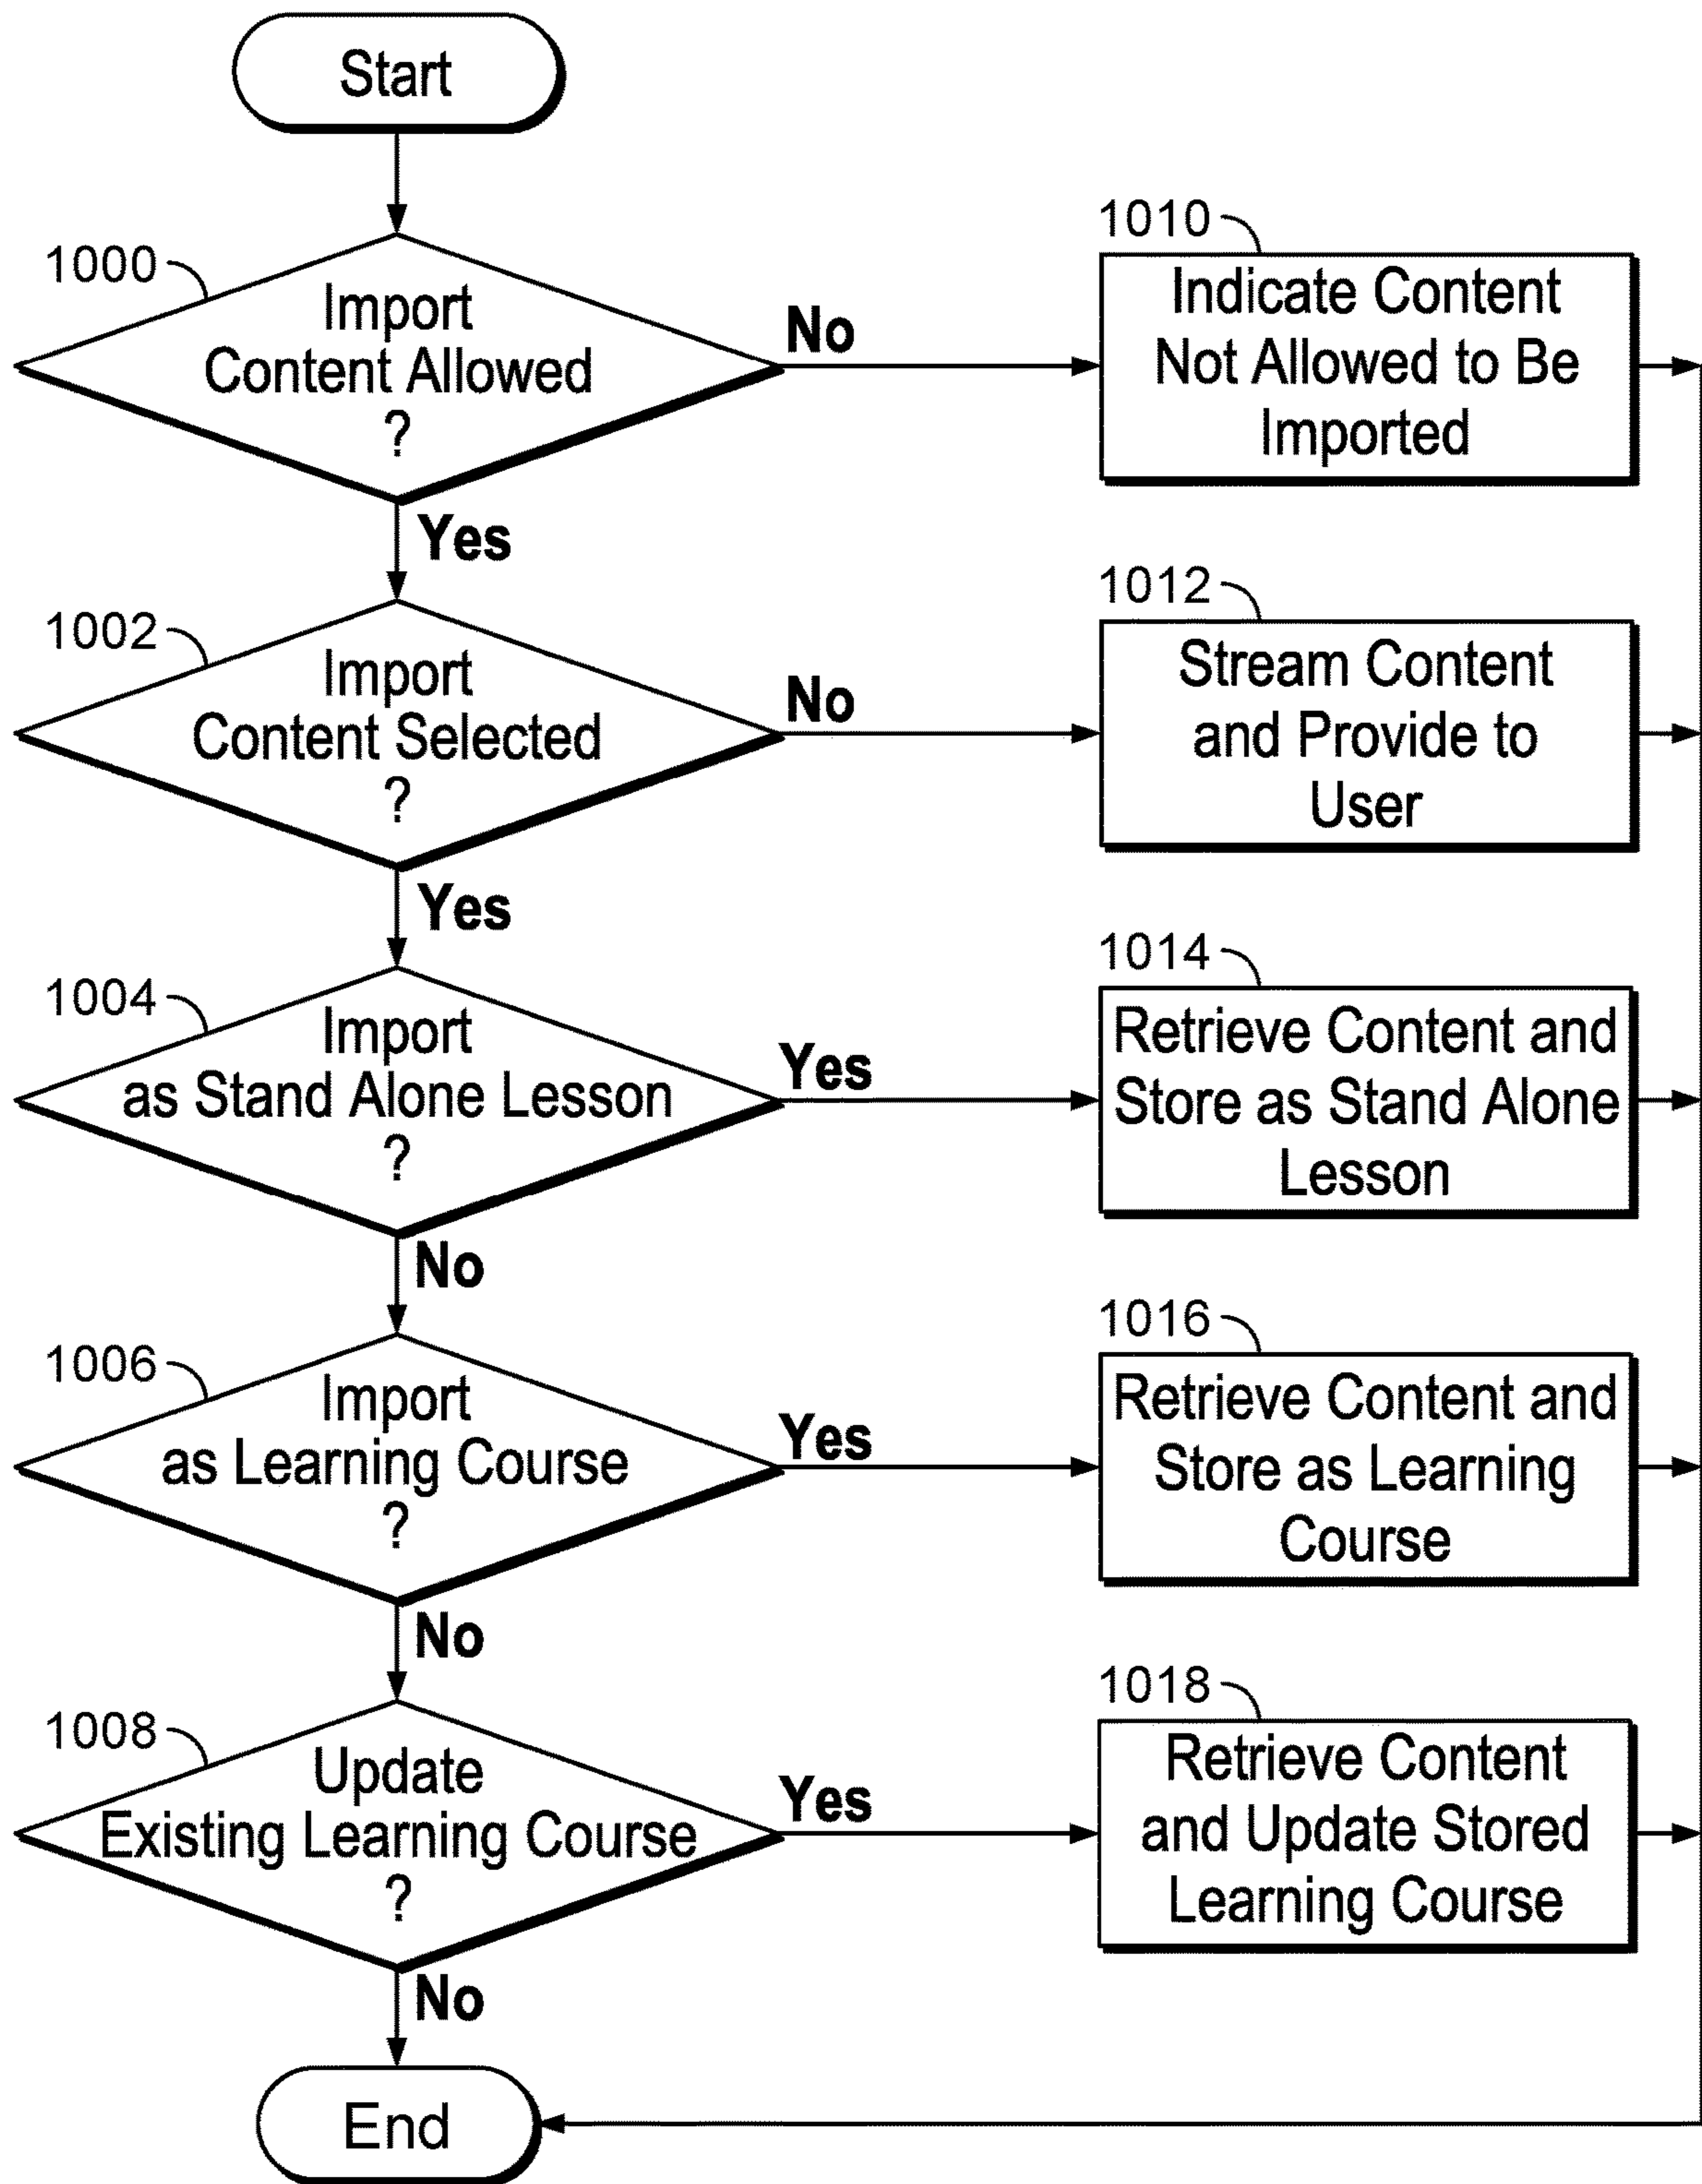 Start
1000
Import
Content Allowed
?
No
1010
Indicate Content
Not Allowed to Be
Imported
Yes
1002
Import
Content Selected
?
No
1012
Stream Content
and Provide to
User
Yes
1004
Import
as Stand Alone Lesson
?
Yes
1014
Retrieve Content and
Store as Stand Alone
Lesson
No
1006
Import
as Learning Course
?
Yes
1016
Retrieve Content and
Store as Learning
Course
No
1008
Update
Existing Learning Course
?
Yes
1018
Retrieve Content
and Update Stored
Learning Course
No
End